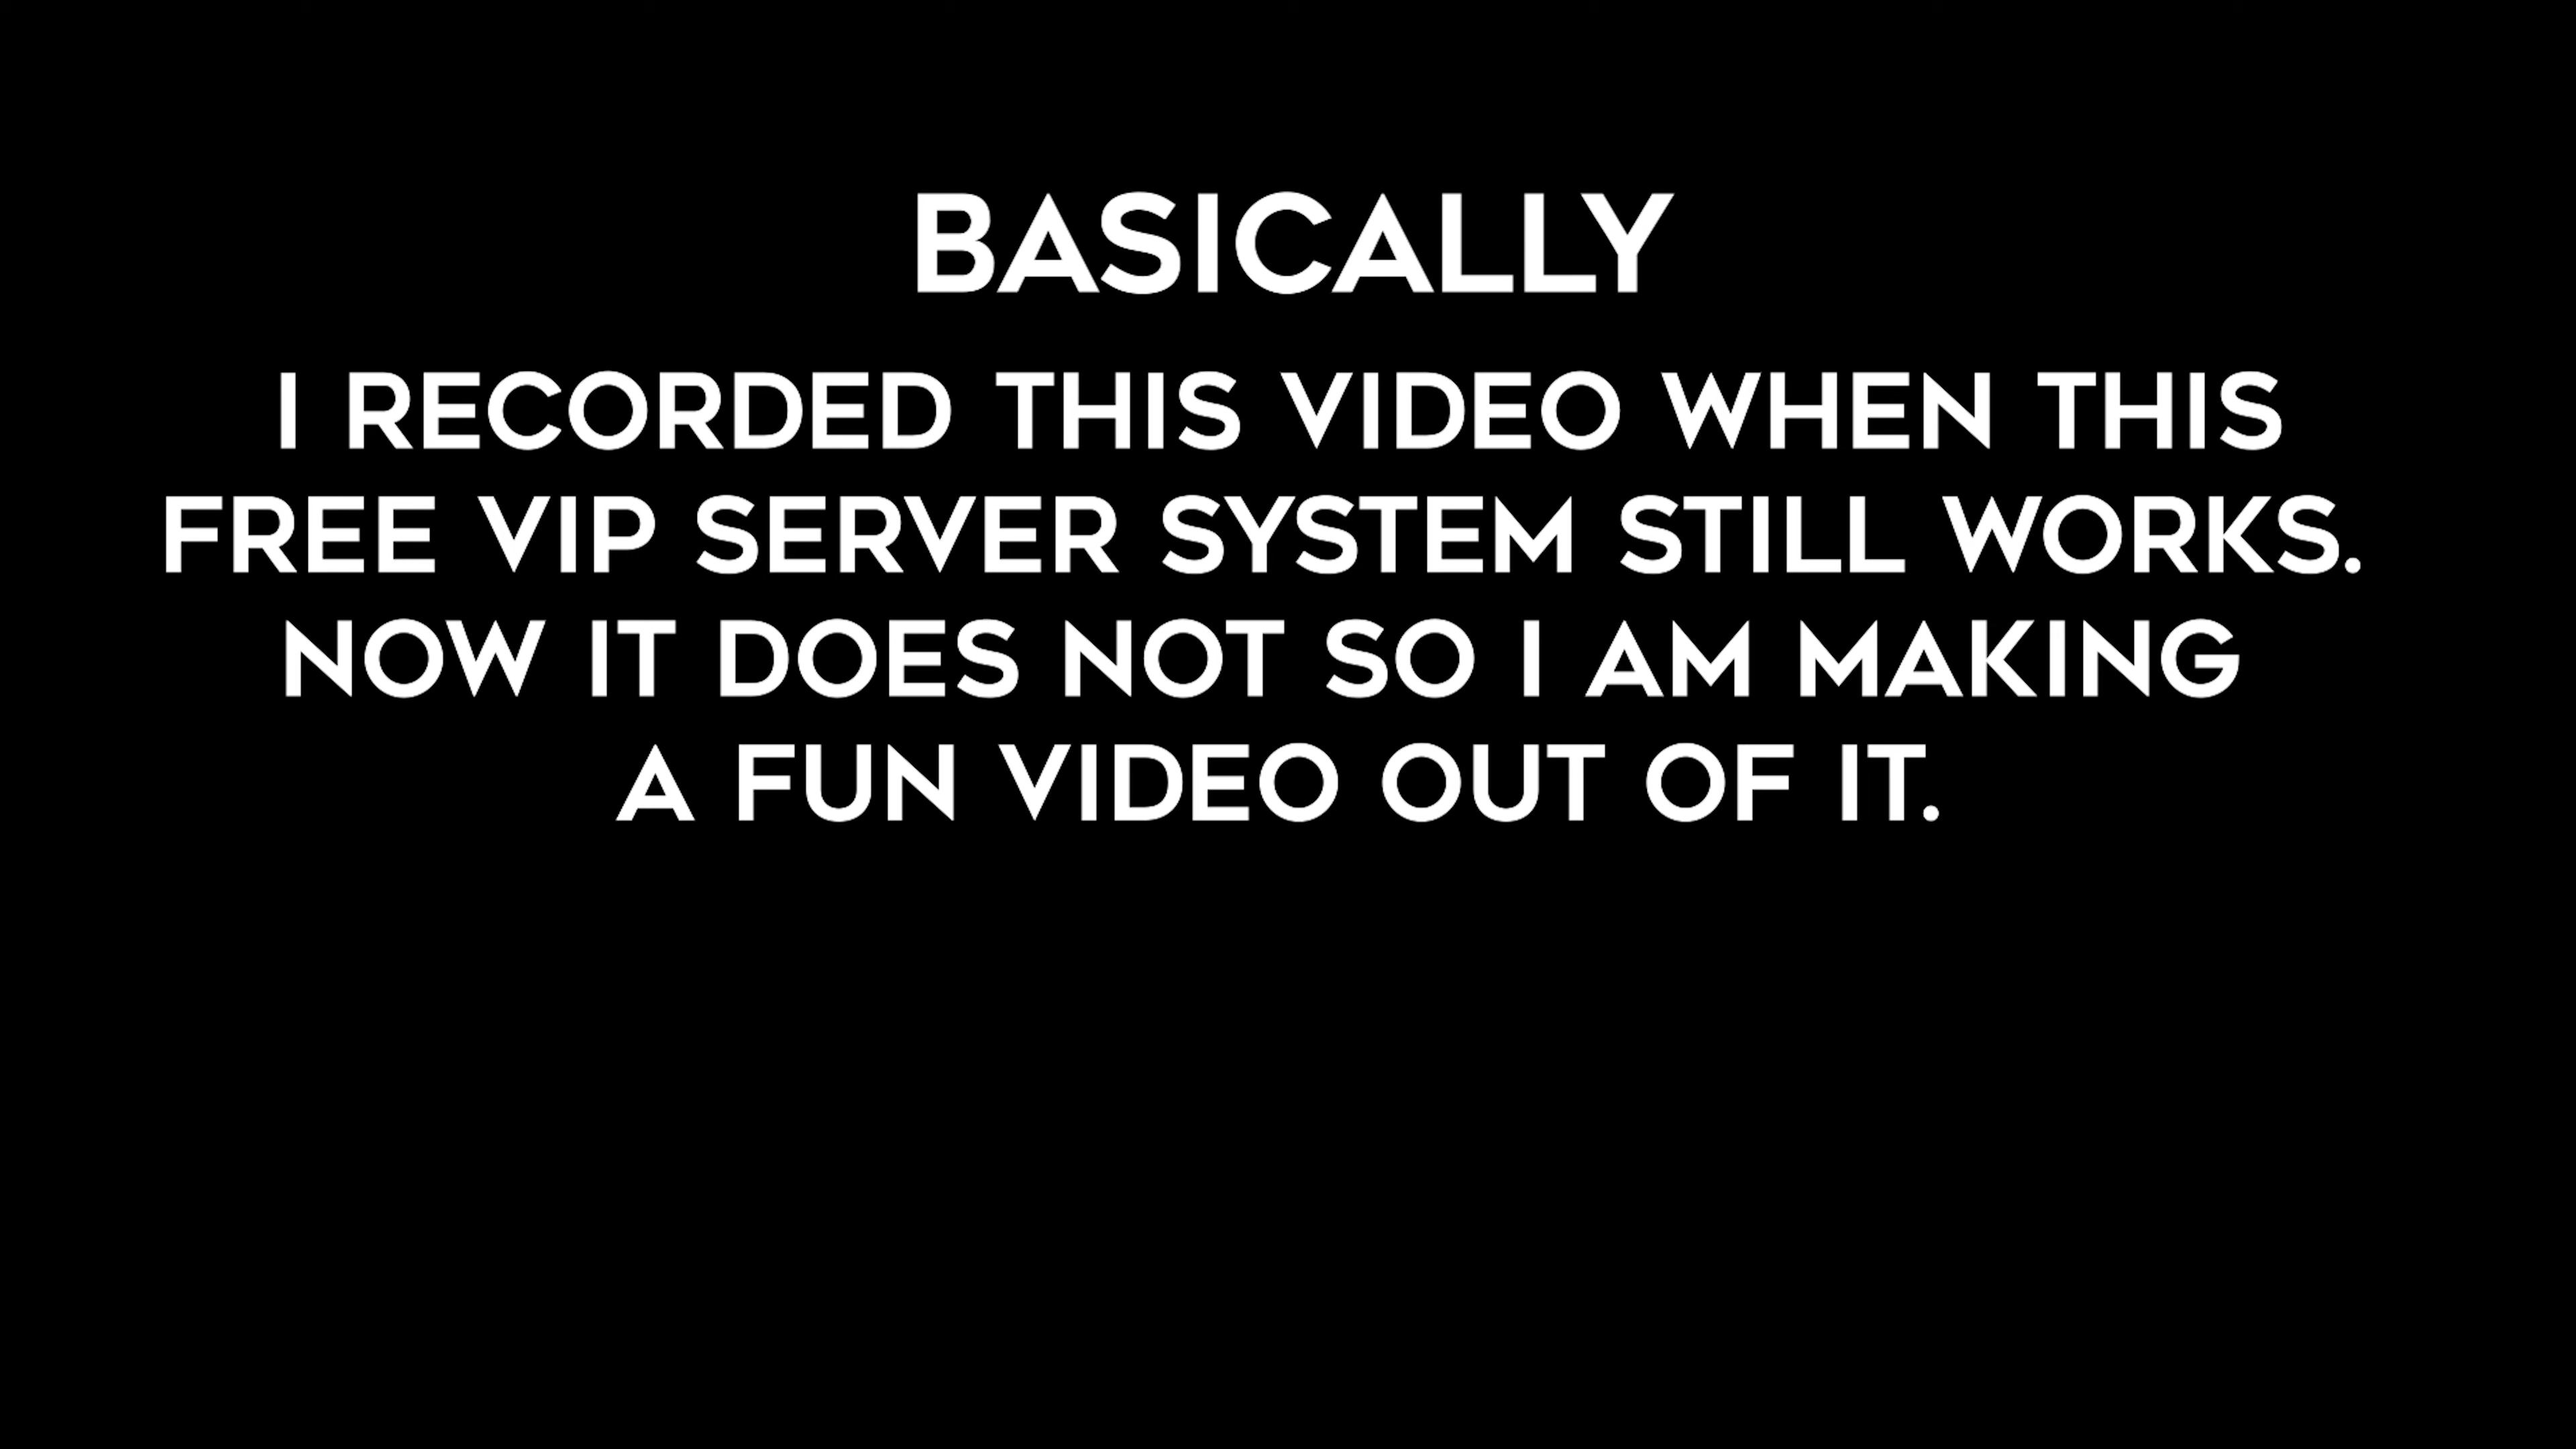 BASICALLY
I RECORDED THIS VIDEO WHEN THIS
FREE VIP SERVER SYSTEM STILL WORKS.
NOW IT DOES NOT SO I AM MAKING
A FUN VIDEO OUT OF IT.